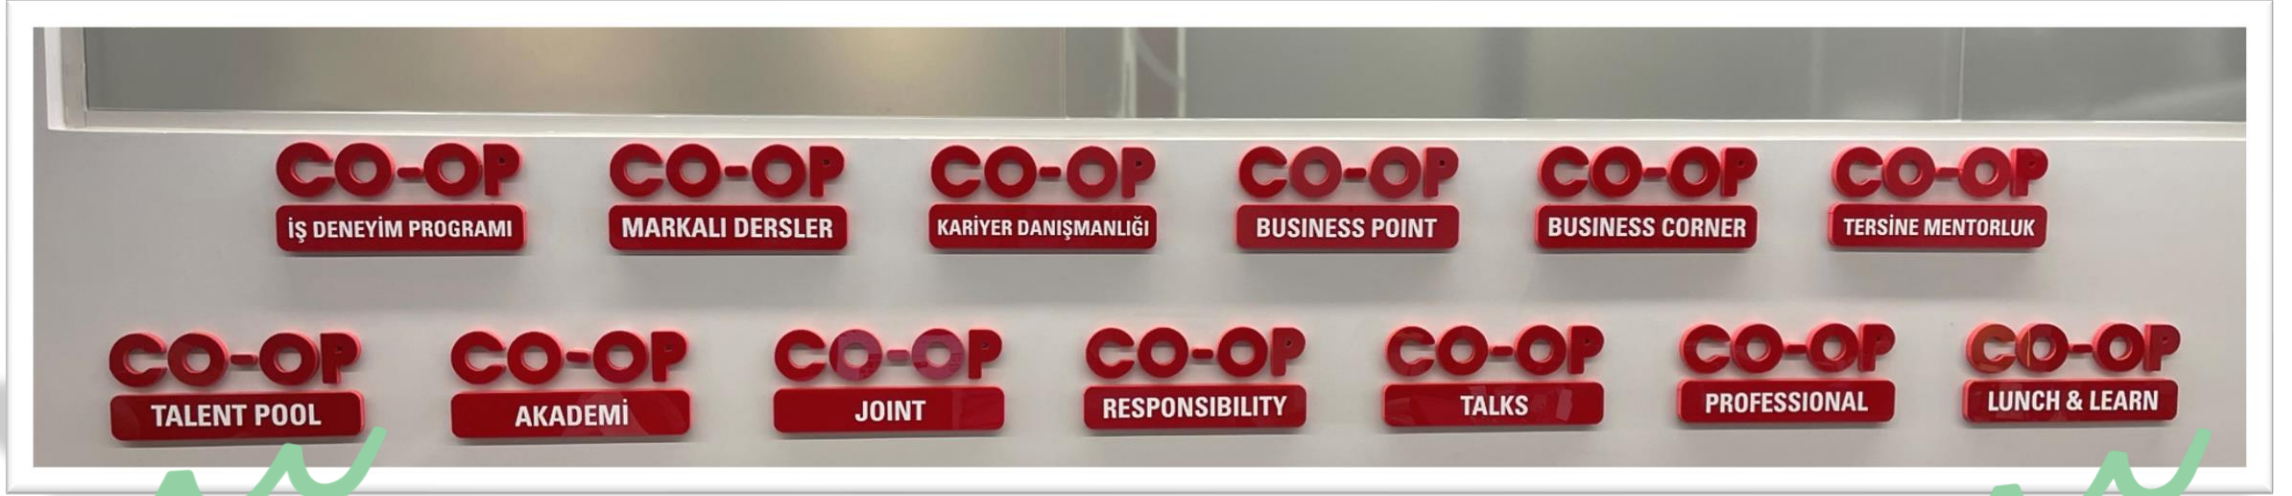 CO-OP
İŞ DENEYİM PROGRAMI
CO-OP
MARKALI DERSLER
CO-OP
KARİYER DANIŞMANLIĞI
CO-OP
BUSINESS POINT
CO-OP
BUSINESS CORNER
CO-OP
TERSİNE MENTORLUK
CO-OP
TALENT POOL
CO-OP
AKADEMİ
CO-OP
JOINT
CO-OP
RESPONSIBILITY
CO-OP
TALKS
CO-OP
PROFESSIONAL
CO-OP
LUNCH & LEARN